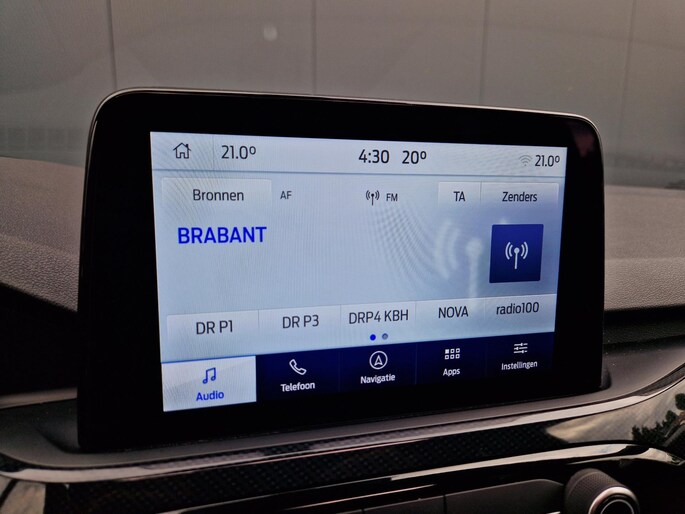 21.0° 4:30 20° 21.0°
Bronnen AF FM TA Zenders
BRABANT
DR P1 DR P3 DRP4 KBH NOVA radio100
Audio Telefoon Navigatie Apps Instellingen